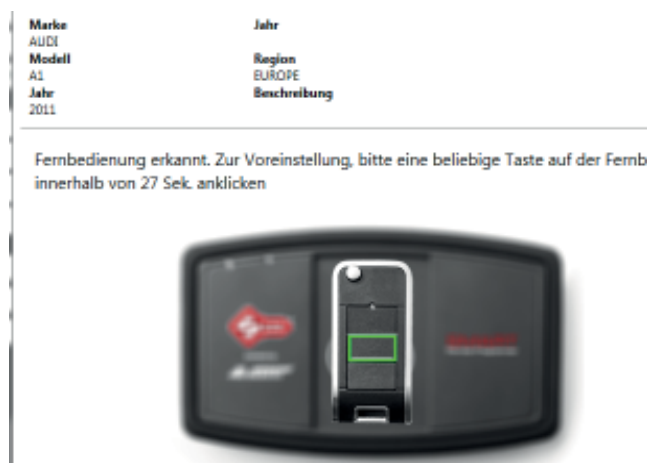 Marke Jahr
AUDI
Modell Region
A1 EUROPE
Jahr Beschreibung
2011
Fernbedienung erkannt. Zur Voreinstellung, bitte eine beliebige Taste auf der Fernb
innerhalb von 27 Sek. anklicken